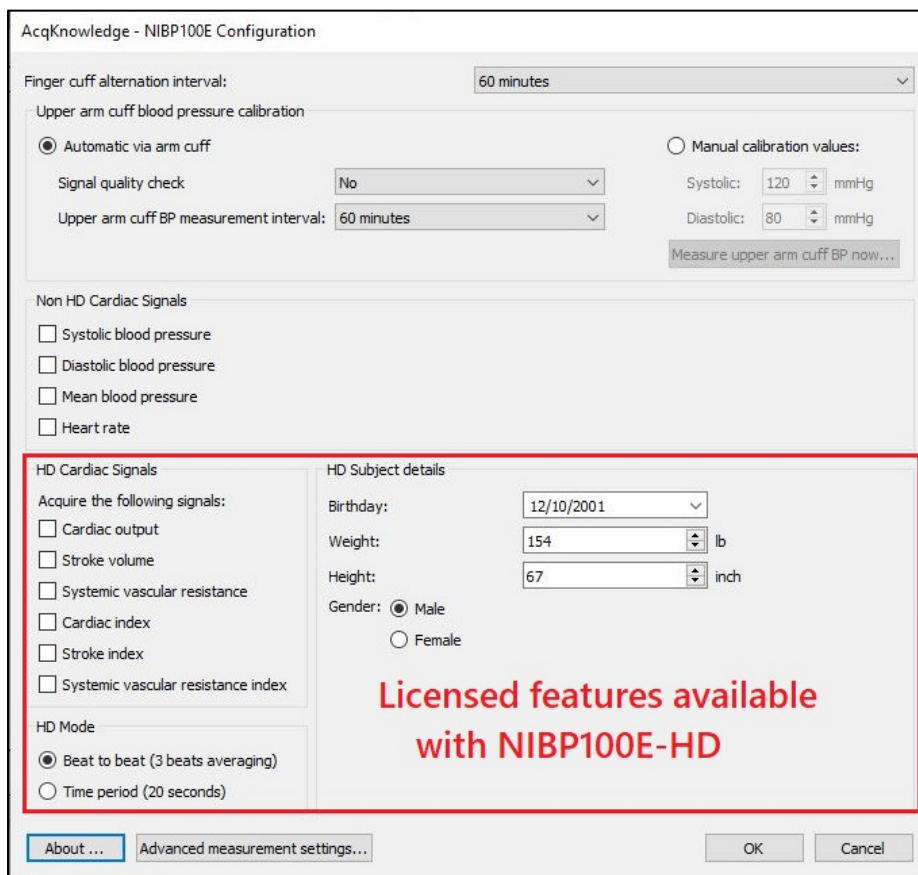 AcqKnowledge - NIBP100E Configuration
Finger cuff alternation interval: 60 minutes
Upper arm cuff blood pressure calibration
Automatic via arm cuff
Manual calibration values:
Signal quality check No
Systolic: 120 mmHg
Upper arm cuff BP measurement interval: 60 minutes
Diastolic: 80 mmHg
Measure upper arm cuff BP now...
Non HD Cardiac Signals
Systolic blood pressure
Diastolic blood pressure
Mean blood pressure
Heart rate
HD Cardiac Signals
Acquire the following signals:
Cardiac output
Stroke volume
Systemic vascular resistance
Cardiac index
Stroke index
Systemic vascular resistance index
HD Mode
Beat to beat (3 beats averaging)
Time period (20 seconds)
HD Subject details
Birthday: 12/10/2001
Weight: 154 lb
Height: 67 inch
Gender: Male
Female
Licensed features available
with NIBP100E-HD
About ...
Advanced measurement settings...
OK
Cancel